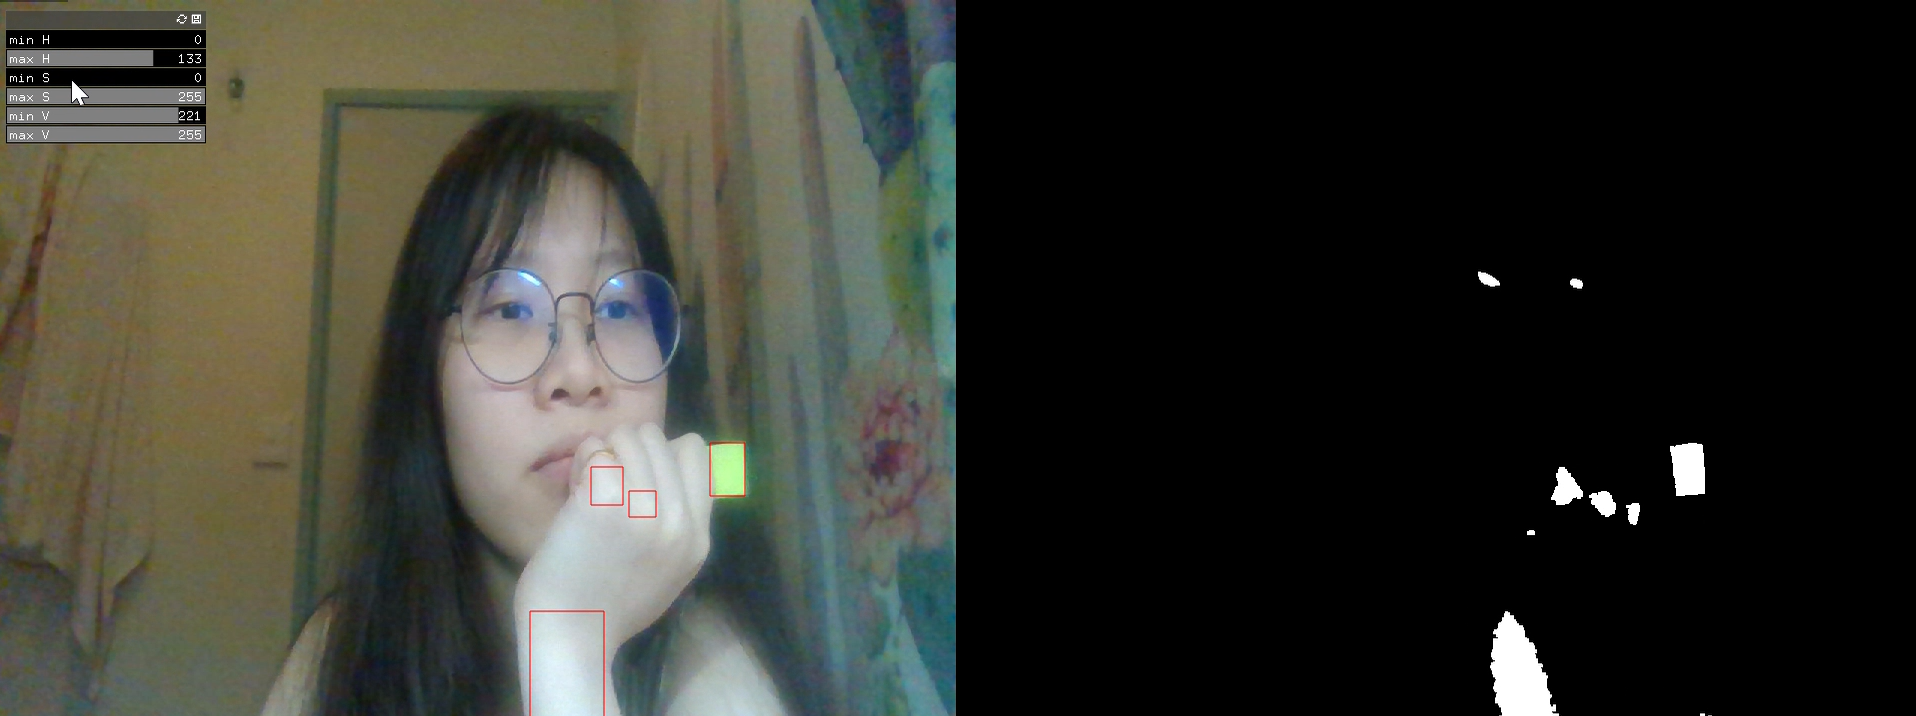 min H 0
max H 133
min S 0
max S 255
min V 221
max V 255